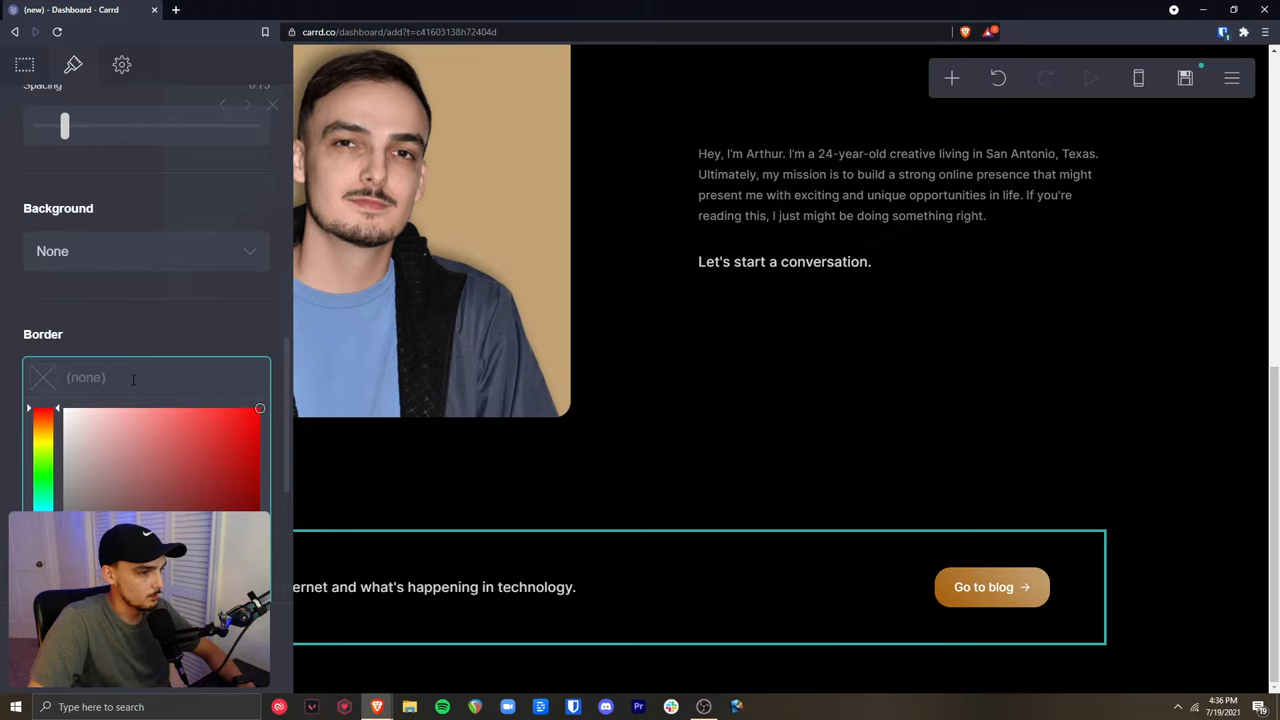 (new) - Dashboard - Carrd
carrd.co/dashboard/add?t=c41603138h72404d
Spacing
0.75
Background
None
Border
(none)
Hey, I'm Arthur. I'm a 24-year-old creative living in San Antonio, Texas.
Ultimately, my mission is to build a strong online presence that might
present me with exciting and unique opportunities in life. If you're
reading this, I just might be doing something right.
Let's start a conversation.
ernet and what's happening in technology.
Go to blog →
Type here to search
4:36 PM
7/19/2021